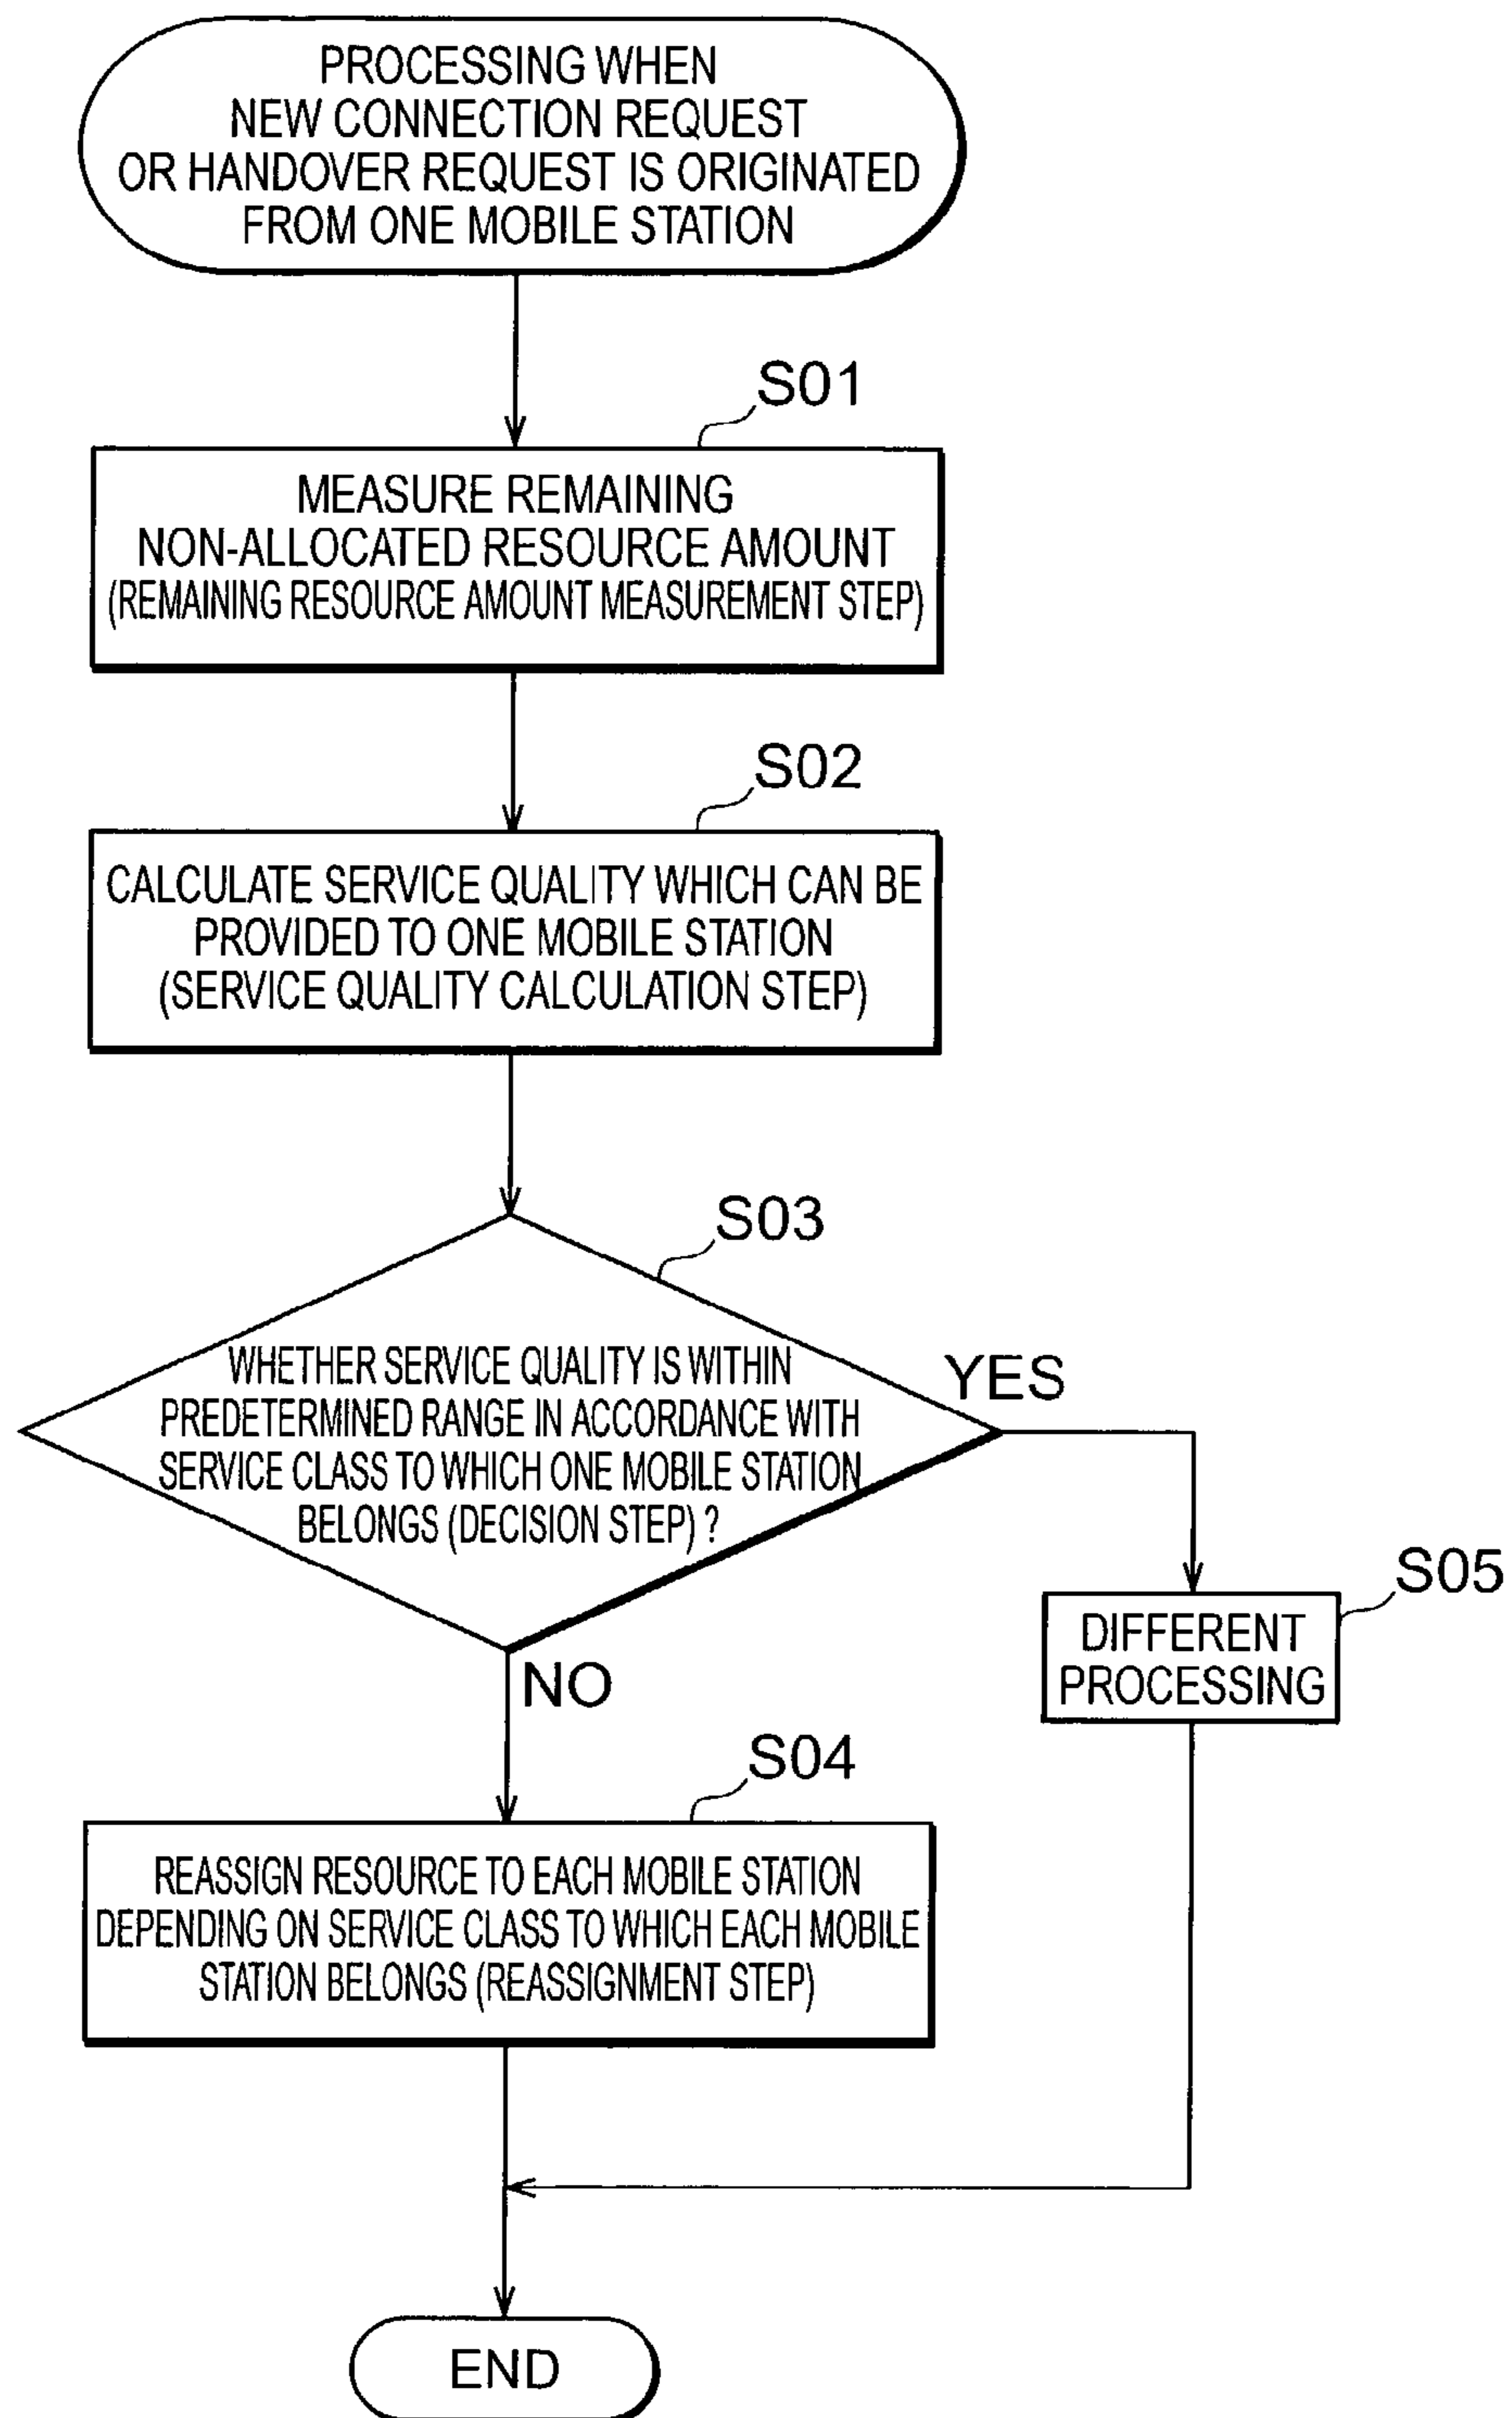 PROCESSING WHEN
NEW CONNECTION REQUEST
OR HANDOVER REQUEST IS ORIGINATED
FROM ONE MOBILE STATION
S01
MEASURE REMAINING
NON-ALLOCATED RESOURCE AMOUNT
(REMAINING RESOURCE AMOUNT MEASUREMENT STEP)
S02
CALCULATE SERVICE QUALITY WHICH CAN BE
PROVIDED TO ONE MOBILE STATION
(SERVICE QUALITY CALCULATION STEP)
S03
WHETHER SERVICE QUALITY IS WITHIN
PREDETERMINED RANGE IN ACCORDANCE WITH
SERVICE CLASS TO WHICH ONE MOBILE STATION
BELONGS (DECISION STEP) ?
YES
S05
DIFFERENT
PROCESSING
NO
S04
REASSIGN RESOURCE TO EACH MOBILE STATION
DEPENDING ON SERVICE CLASS TO WHICH EACH MOBILE
STATION BELONGS (REASSIGNMENT STEP)
END